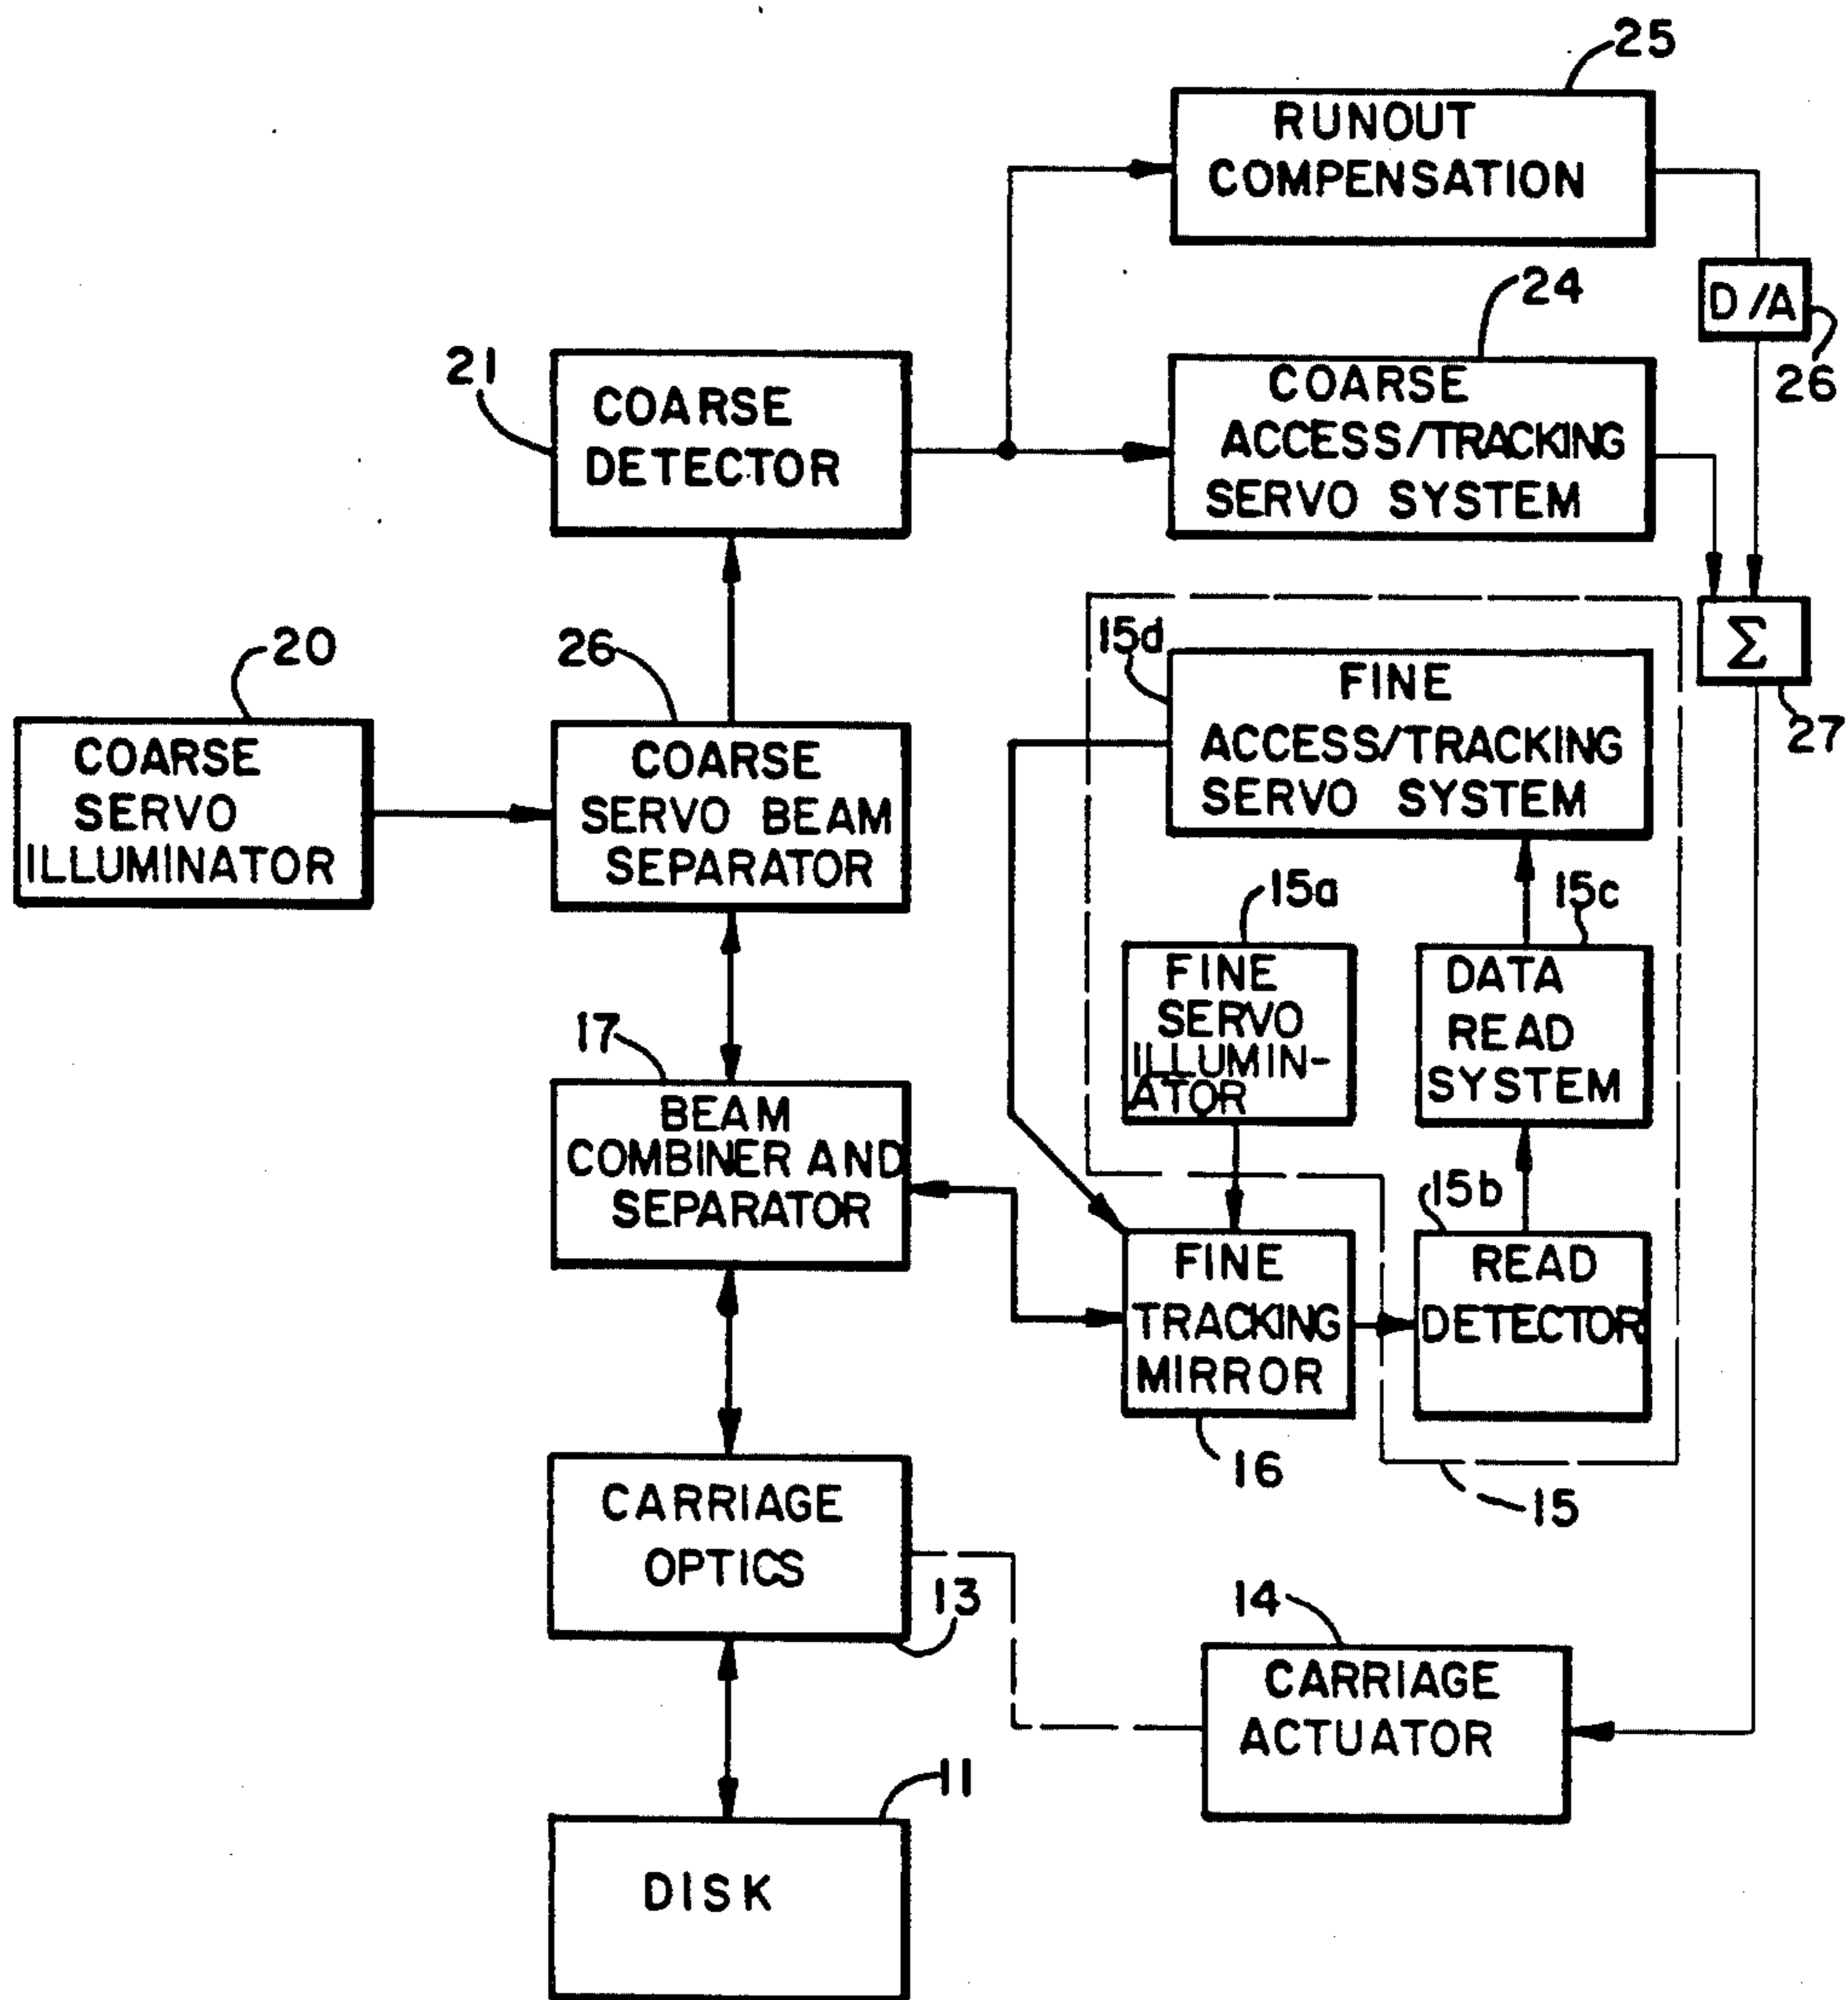 25
RUNOUT
COMPENSATION
24
D/A
26
21
COARSE
DETECTOR
COARSE
ACCESS/TRACKING
SERVO SYSTEM
20
26
15d
FINE
ACCESS/TRACKING
SERVO SYSTEM
Σ
27
COARSE
SERVO
ILLUMINATOR
COARSE
SERVO BEAM
SEPARATOR
15a
15c
FINE
SERVO
ILLUMIN-
ATOR
DATA
READ
SYSTEM
17
BEAM
COMBINER AND
SEPARATOR
15b
FINE
TRACKING
MIRROR
READ
DETECTOR
16
15
CARRIAGE
OPTICS
13
14
CARRIAGE
ACTUATOR
11
DISK